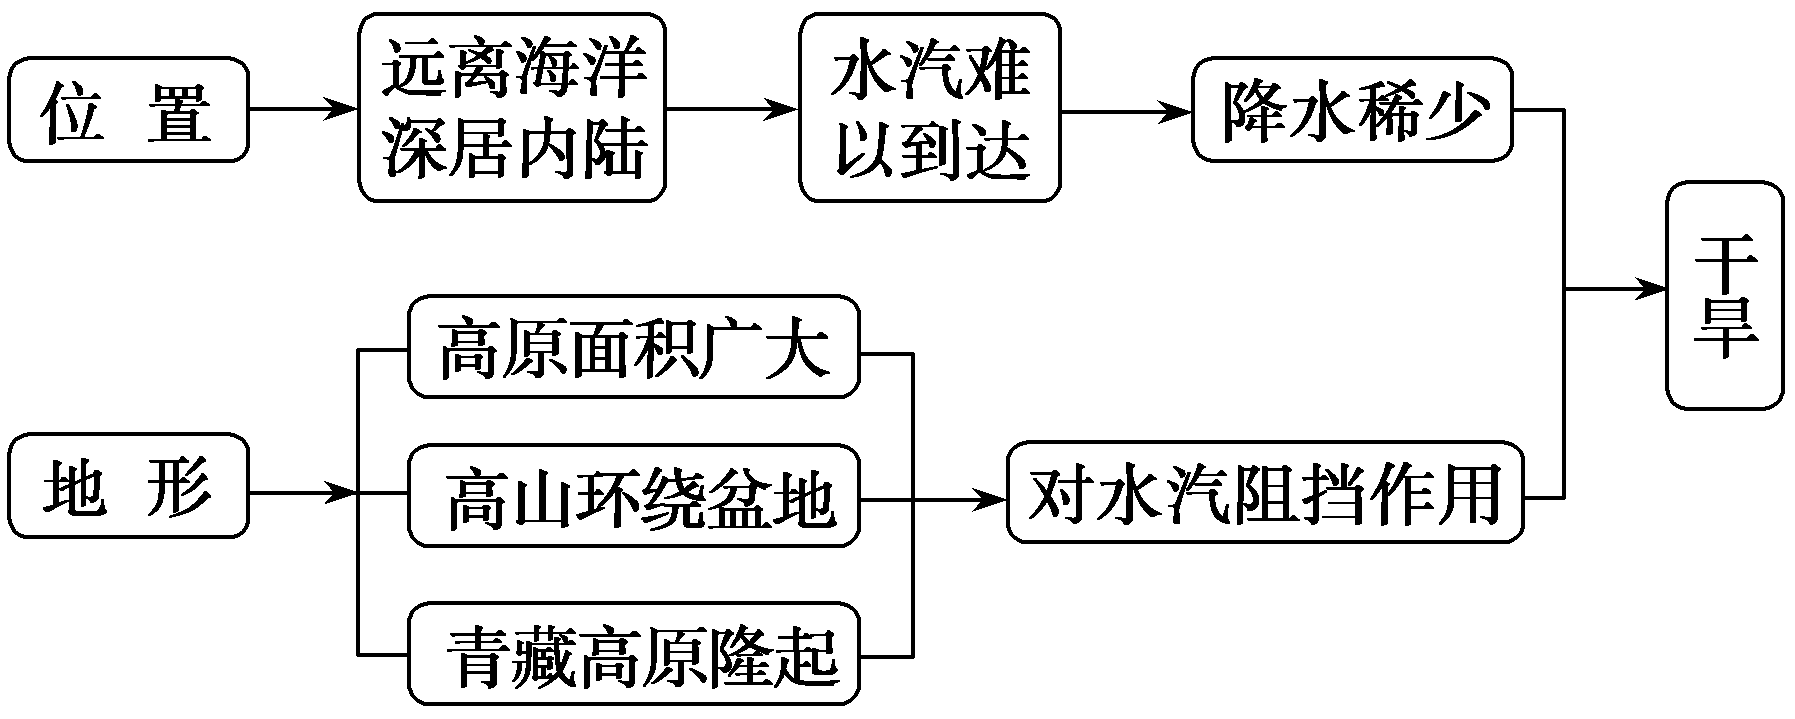 位置
远离海洋
深居内陆
水汽难
以到达
降水稀少
干旱
地形
高原面积广大
高山环绕盆地
青藏高原隆起
对水汽阻挡作用